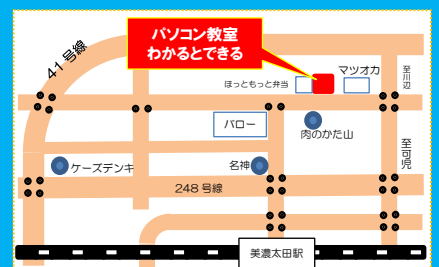 パソコン教室
わかるとできる
41号線
ほっともっと弁当
マツオカ
至川辺
バロー
肉のかた山
至可児
ケーズデンキ
名神
248号線
美濃太田駅